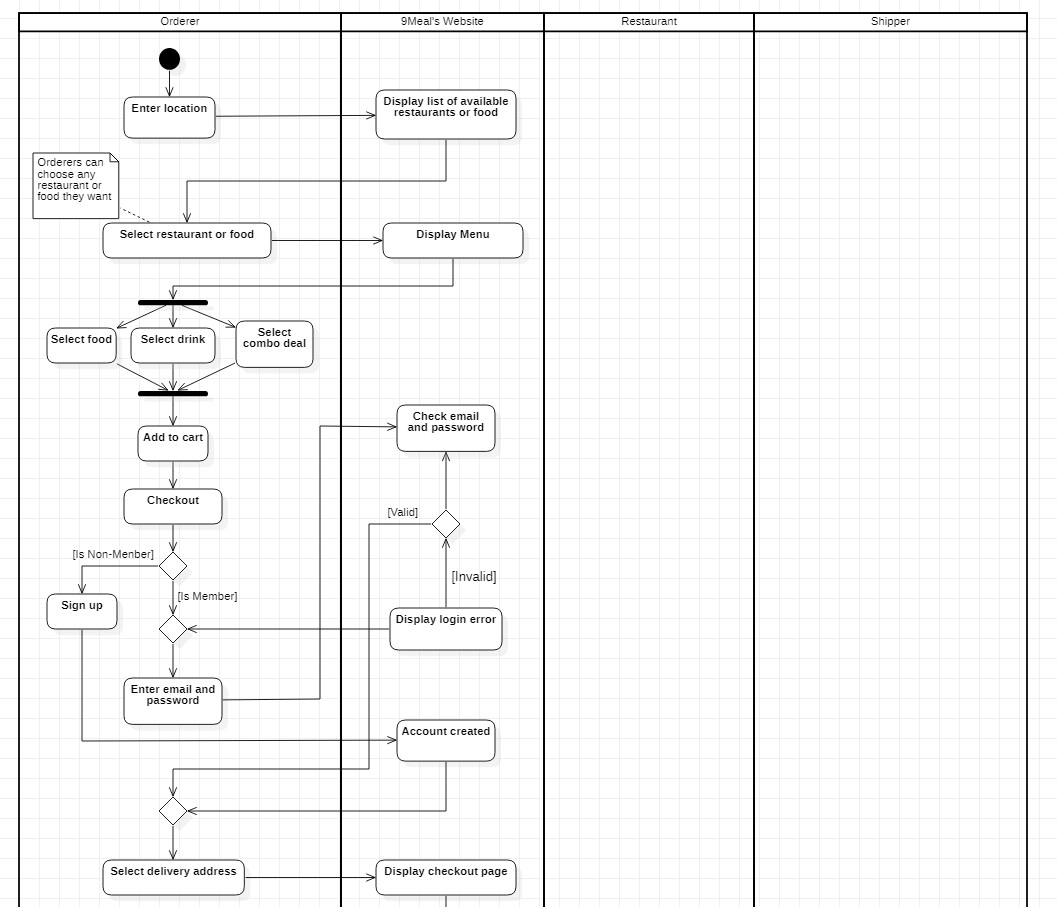 Orderer
9Meal's Website
Restaurant
Shipper
Enter location
Display list of available
restaurants or food
Orderers can
choose any
restaurant or
food they want
Select restaurant or food
Display Menu
Select food
Select drink
Select
combo deal
Add to cart
Check email
and password
Checkout
[Valid]
[Is Non-Menber]
[Invalid]
[Is Member]
Sign up
Display login error
Enter email and
password
Account created
Select delivery address
Display checkout page